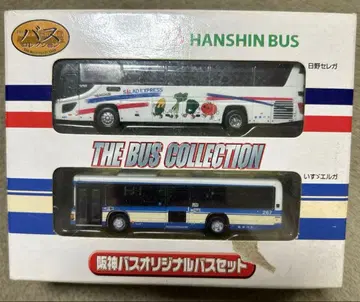 バス
HANSHIN BUS
日野セレガ
SALAD EXPRESS
THE BUS COLLECTION
いすゞエルガ
阪神バスオリジナルバスセット